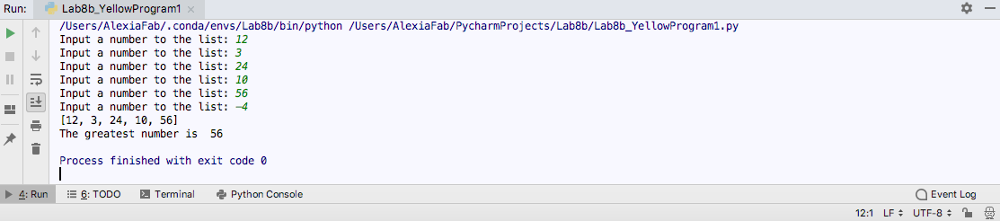 Run: Lab8b_YellowProgram1 ×
/Users/AlexiaFab/.conda/envs/Lab8b/bin/python /Users/AlexiaFab/PycharmProjects/Lab8b/Lab8b_YellowProgram1.py
Input a number to the list: 12
Input a number to the list: 3
Input a number to the list: 24
Input a number to the list: 10
Input a number to the list: 56
Input a number to the list: -4
[12, 3, 24, 10, 56]
The greatest number is  56
Process finished with exit code 0
4: Run 6: TODO Terminal Python Console Event Log
12:1 LF UTF-8